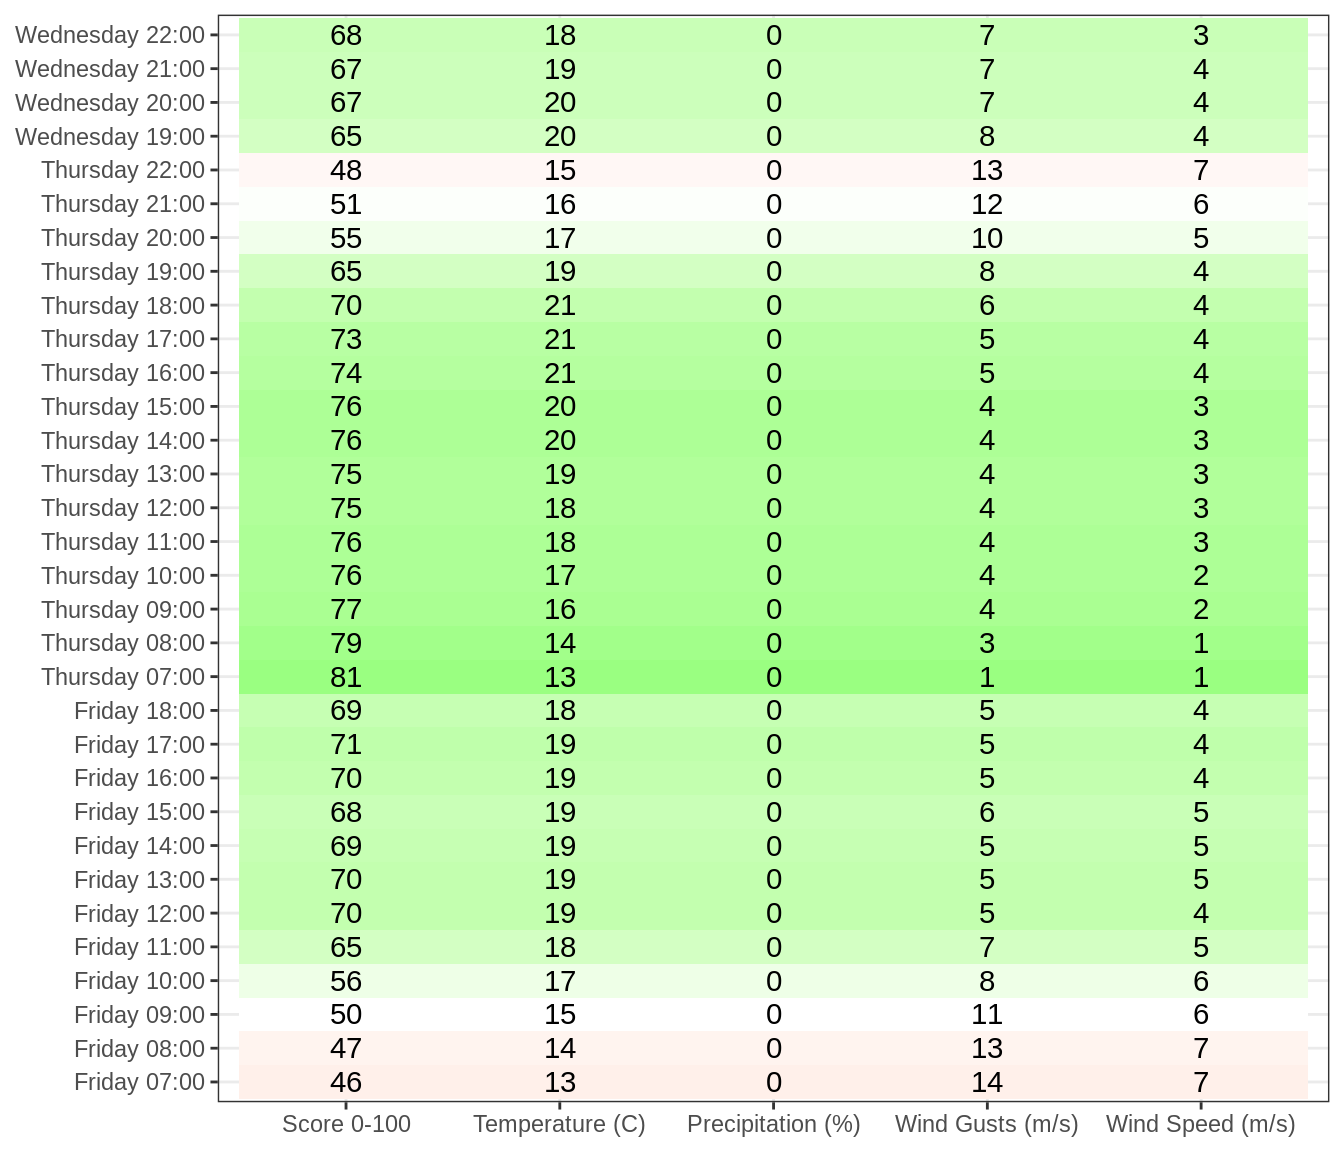 Wednesday 22:00 68 18 0 7 3
Wednesday 21:00 67 19 0 7 4
Wednesday 20:00 67 20 0 7 4
Wednesday 19:00 65 20 0 8 4
Thursday 22:00 48 15 0 13 7
Thursday 21:00 51 16 0 12 6
Thursday 20:00 55 17 0 10 5
Thursday 19:00 65 19 0 8 4
Thursday 18:00 70 21 0 6 4
Thursday 17:00 73 21 0 5 4
Thursday 16:00 74 21 0 5 4
Thursday 15:00 76 20 0 4 3
Thursday 14:00 76 20 0 4 3
Thursday 13:00 75 19 0 4 3
Thursday 12:00 75 18 0 4 3
Thursday 11:00 76 18 0 4 3
Thursday 10:00 76 17 0 4 2
Thursday 09:00 77 16 0 4 2
Thursday 08:00 79 14 0 3 1
Thursday 07:00 81 13 0 1 1
Friday 18:00 69 18 0 5 4
Friday 17:00 71 19 0 5 4
Friday 16:00 70 19 0 5 4
Friday 15:00 68 19 0 6 5
Friday 14:00 69 19 0 5 5
Friday 13:00 70 19 0 5 5
Friday 12:00 70 19 0 5 4
Friday 11:00 65 18 0 7 5
Friday 10:00 56 17 0 8 6
Friday 09:00 50 15 0 11 6
Friday 08:00 47 14 0 13 7
Friday 07:00 46 13 0 14 7
Score 0-100 Temperature (C) Precipitation (%) Wind Gusts (m/s) Wind Speed (m/s)